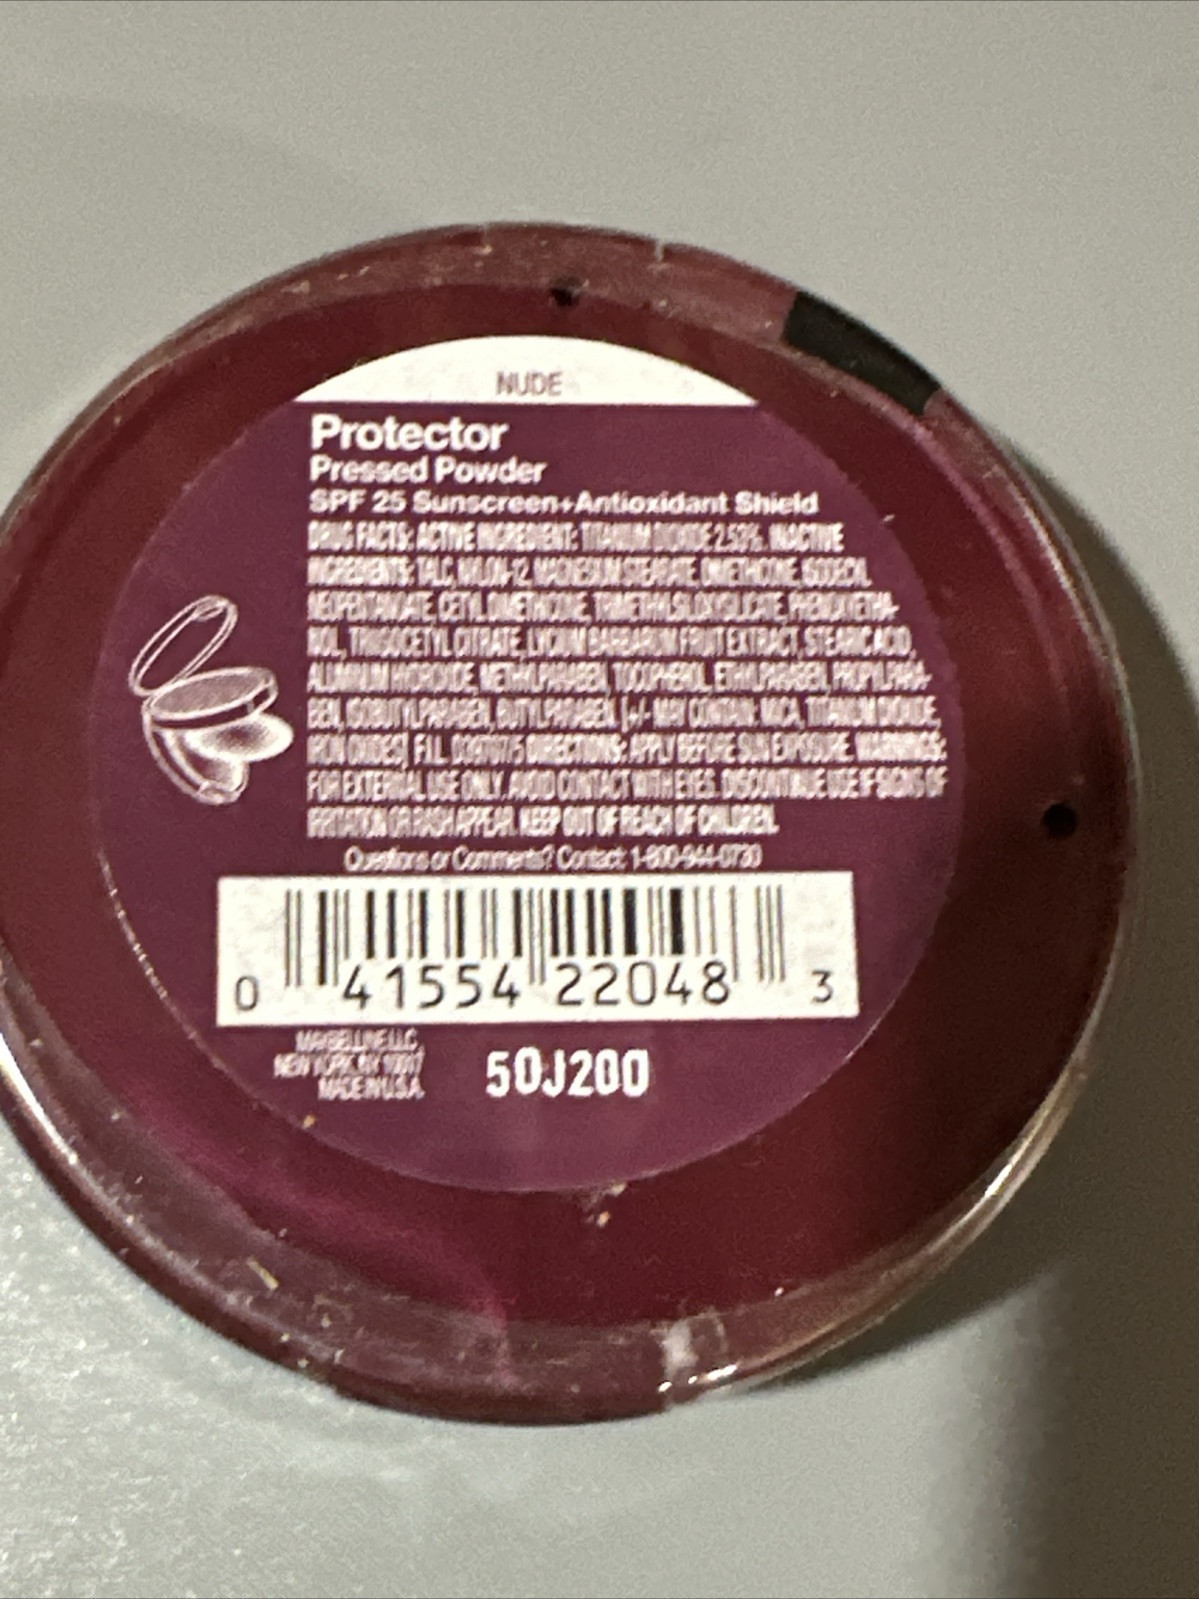 NUDE
Protector
Pressed Powder
SPF 25 Sunscreen+Antioxidant Shield
DRUG FACTS: ACTIVE INGREDIENT: TITANIUM DIOXIDE 2.53%. INACTIVE
INGREDIENTS: TALC, NYLON-12, MAGNESIUM STEARATE, DIMETHICONE, ISODECYL
NEOPENTANOATE, CETYL DIMETHICONE, TRIMETHYLSILOXYSILICATE, PHENOXYETHA-
NOL, TRIISOCETYL CITRATE, LYCIUM BARBARUM FRUIT EXTRACT, STEARIC ACID,
ALUMINUM HYDROXIDE, METHYLPARABEN, TOCOPHEROL, ETHYLPARABEN, PROPYLPARA-
BEN, ISOBUTYLPARABEN, BUTYLPARABEN. [+/- MAY CONTAIN: MICA, TITANIUM DIOXIDE,
IRON OXIDES] F.I.L. D39707/5 DIRECTIONS: APPLY BEFORE SUN EXPOSURE. WARNINGS:
FOR EXTERNAL USE ONLY. AVOID CONTACT WITH EYES. DISCONTINUE USE IF SIGNS OF
IRRITATION OR RASH APPEAR. KEEP OUT OF REACH OF CHILDREN.
Questions or Comments? Contact: 1-800-944-0730
0 41554 22048 3
MAYBELLINE LLC,
NEW YORK, NY 10017
MADE IN U.S.A.
50J200